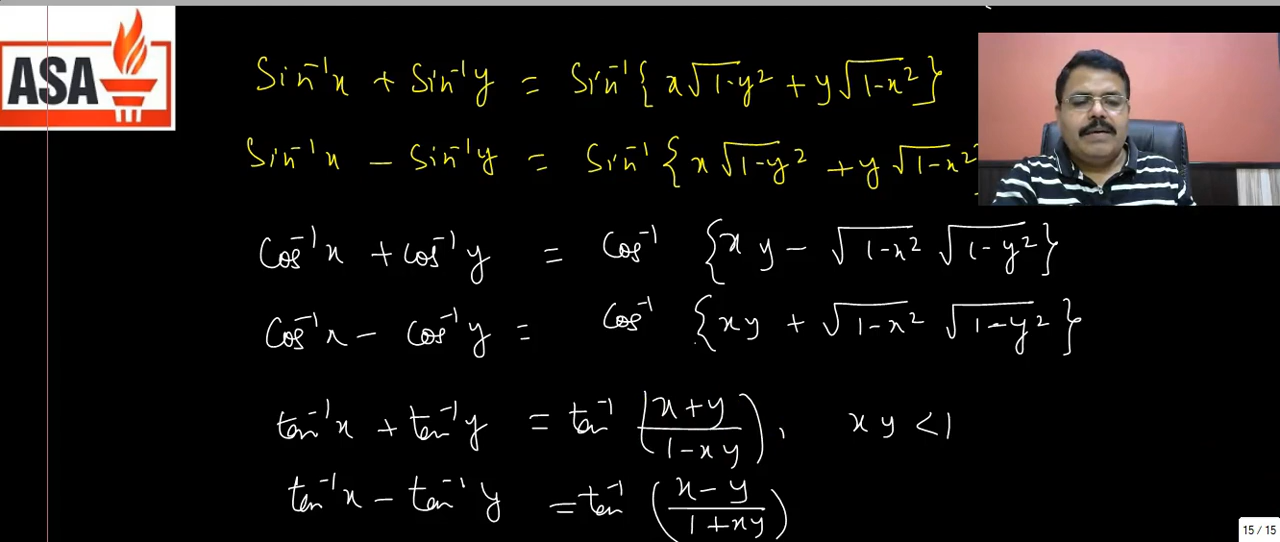 ASA
Sin⁻¹x + Sin⁻¹y = Sin⁻¹{x√1-y² + y√1-x²}
Sin⁻¹x - Sin⁻¹y = Sin⁻¹{x√1-y² + y√1-x²
Cos⁻¹x + Cos⁻¹y = Cos⁻¹{xy - √1-x² √1-y²}
Cos⁻¹x - Cos⁻¹y = Cos⁻¹{xy + √1-x² √1-y²}
tan⁻¹x + tan⁻¹y = tan⁻¹(x+y/1-xy), xy < 1
tan⁻¹x - tan⁻¹y = tan⁻¹(x-y/1+xy)
15 / 15